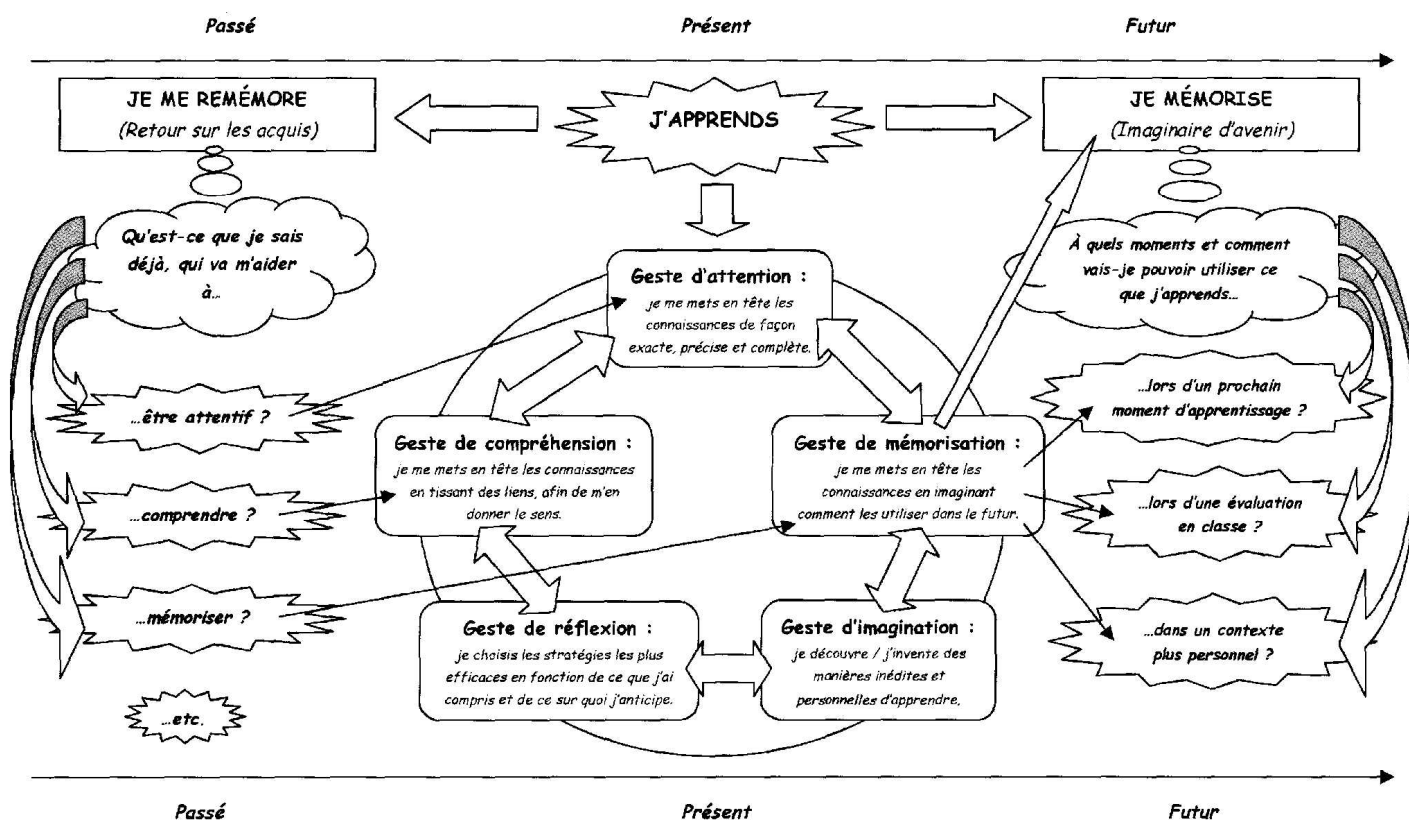 Passé
Présent
Futur
JE ME REMÉMORE
(Retour sur les acquis)
J'APPRENDS
JE MÉMORISE
(Imaginaire d'avenir)
Qu'est-ce que je sais
déjà, qui va m'aider
à...
À quels moments et comment
vais-je pouvoir utiliser ce
que j'apprends...
Geste d'attention :
je me mets en tête les
connaissances de façon
exacte, précise et complète.
...être attentif ?
...comprendre ?
...mémoriser ?
...etc.
Geste de compréhension :
je me mets en tête les connaissances
en tissant des liens, afin de m'en
donner le sens.
Geste de mémorisation :
je me mets en tête les
connaissances en imaginant
comment les utiliser dans le futur.
Geste de réflexion :
je choisis les stratégies les plus
efficaces en fonction de ce que j'ai
compris et de ce sur quoi j'anticipe.
Geste d'imagination :
je découvre / j'invente des
manières inédites et
personnelles d'apprendre.
...lors d'un prochain
moment d'apprentissage ?
...lors d'une évaluation
en classe ?
...dans un contexte
plus personnel ?
Passé
Présent
Futur